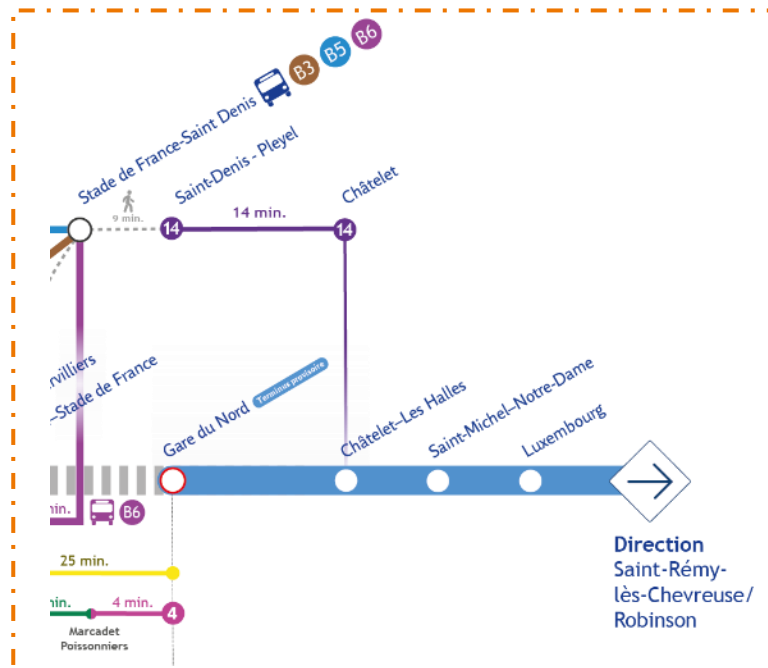 B3 B5 B6
Stade de France-Saint Denis
Saint-Denis - Pleyel
Châtelet
9 min.
14
14 min.
14
rvilliers
–Stade de France
Gare du Nord
Terminus provisoire
Châtelet–Les Halles
Saint-Michel–Notre-Dame
Luxembourg
min.
B6
Direction
Saint-Rémy-
lès-Chevreuse/
Robinson
25 min.
min.
4 min.
4
Marcadet
Poissonniers